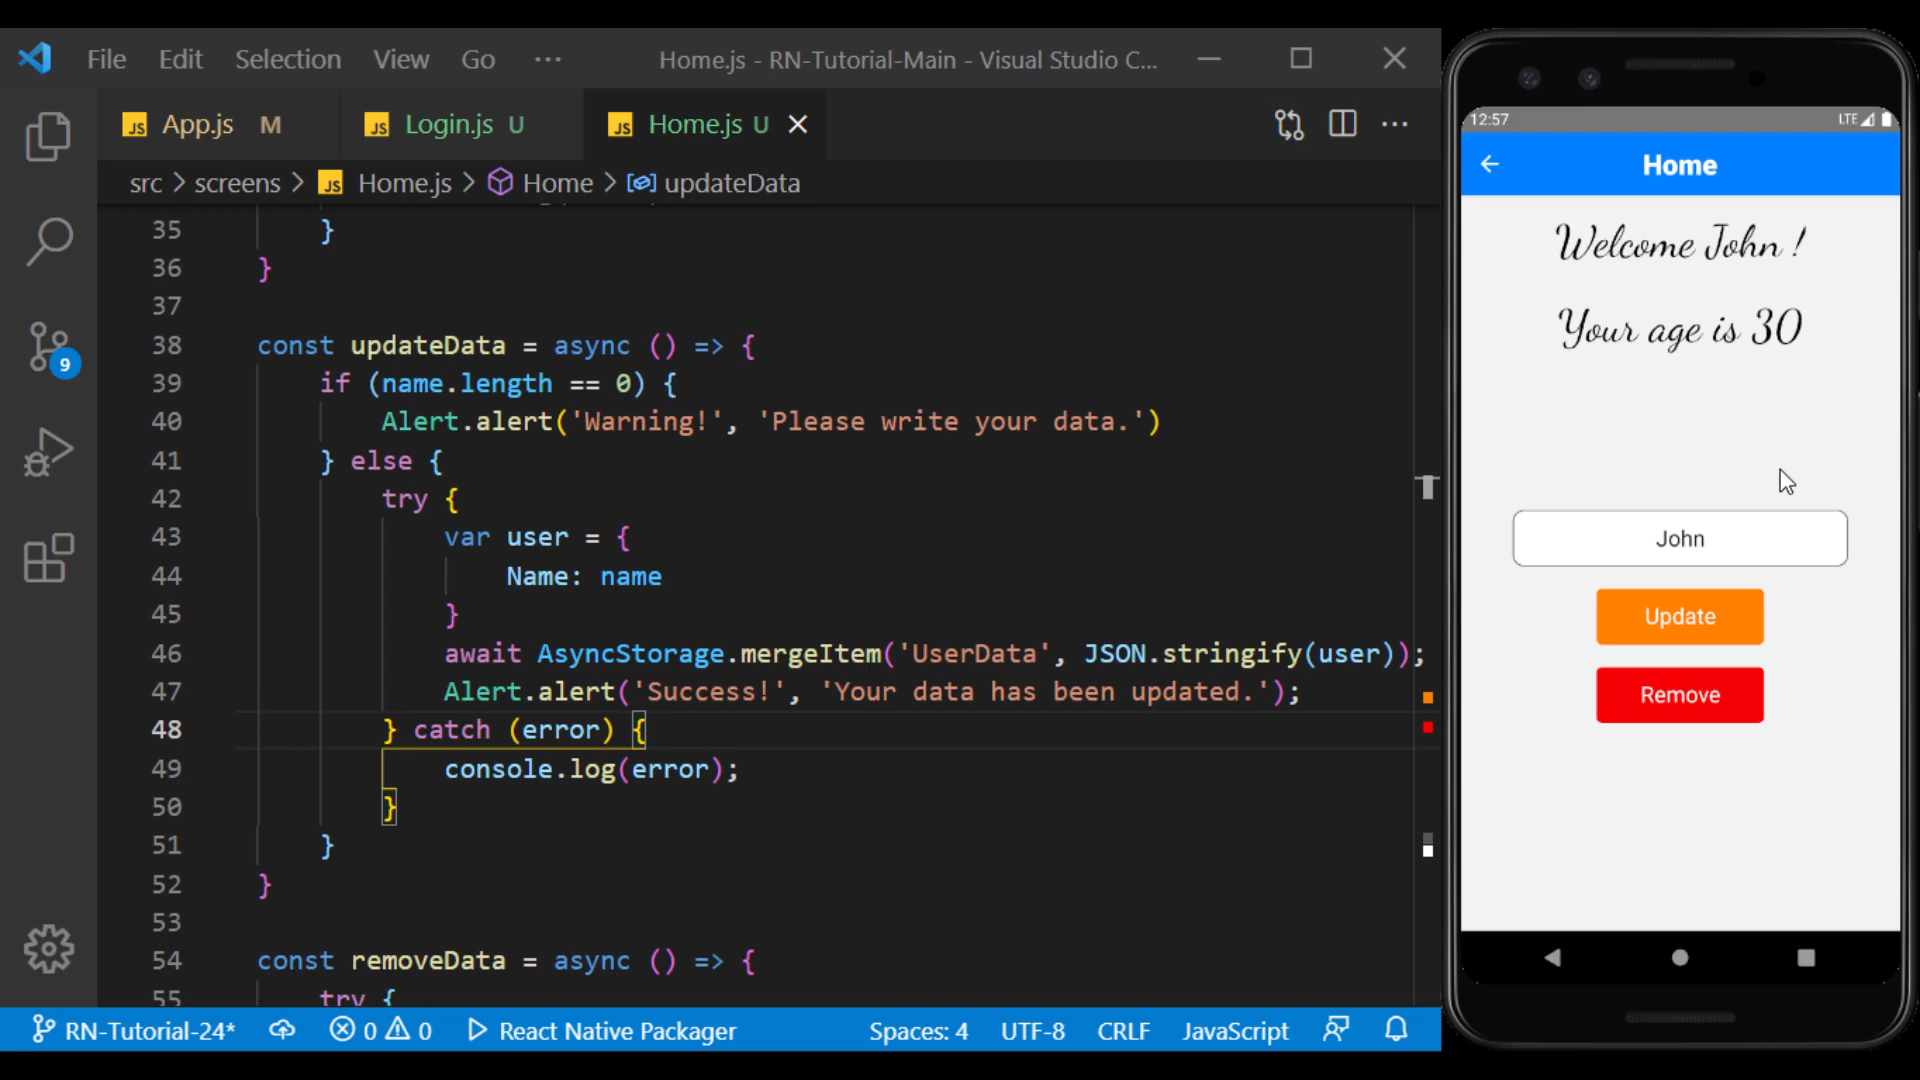 File Edit Selection View Go ··· Home.js - RN-Tutorial-Main - Visual Studio C...
JS App.js M JS Login.js U JS Home.js U
src > screens > JS Home.js > Home > updateData
35 }
36 }
37
38 const updateData = async () => {
39 if (name.length == 0) {
40 Alert.alert('Warning!', 'Please write your data.')
41 } else {
42 try {
43 var user = {
44 Name: name
45 }
46 await AsyncStorage.mergeItem('UserData', JSON.stringify(user));
47 Alert.alert('Success!', 'Your data has been updated.');
48 } catch (error) {
49 console.log(error);
50 }
51 }
52 }
53
54 const removeData = async () => {
55 try {
9
RN-Tutorial-24* 0 0 React Native Packager Spaces: 4 UTF-8 CRLF JavaScript
12:57 LTE
Home
Welcome John !
Your age is 30
John
Update
Remove